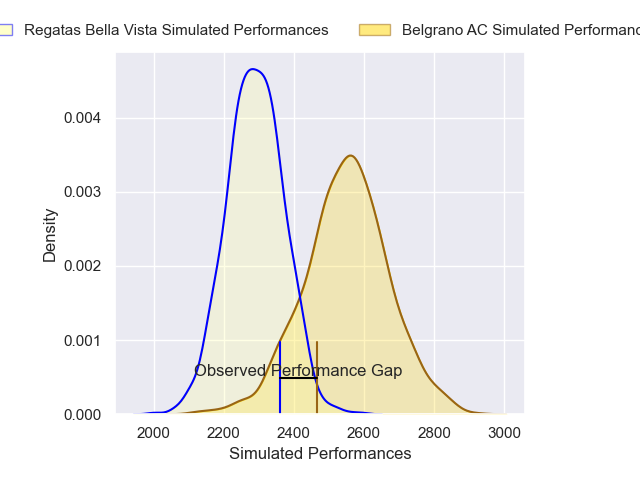 Regatas Bella Vista Simulated Performances
Belgrano AC Simulated
Density
0.004
0.003
0.002
0.001
0.000
Observed Performance Gap
2000 2200 2400 2600 2800 3000
Simulated Performances